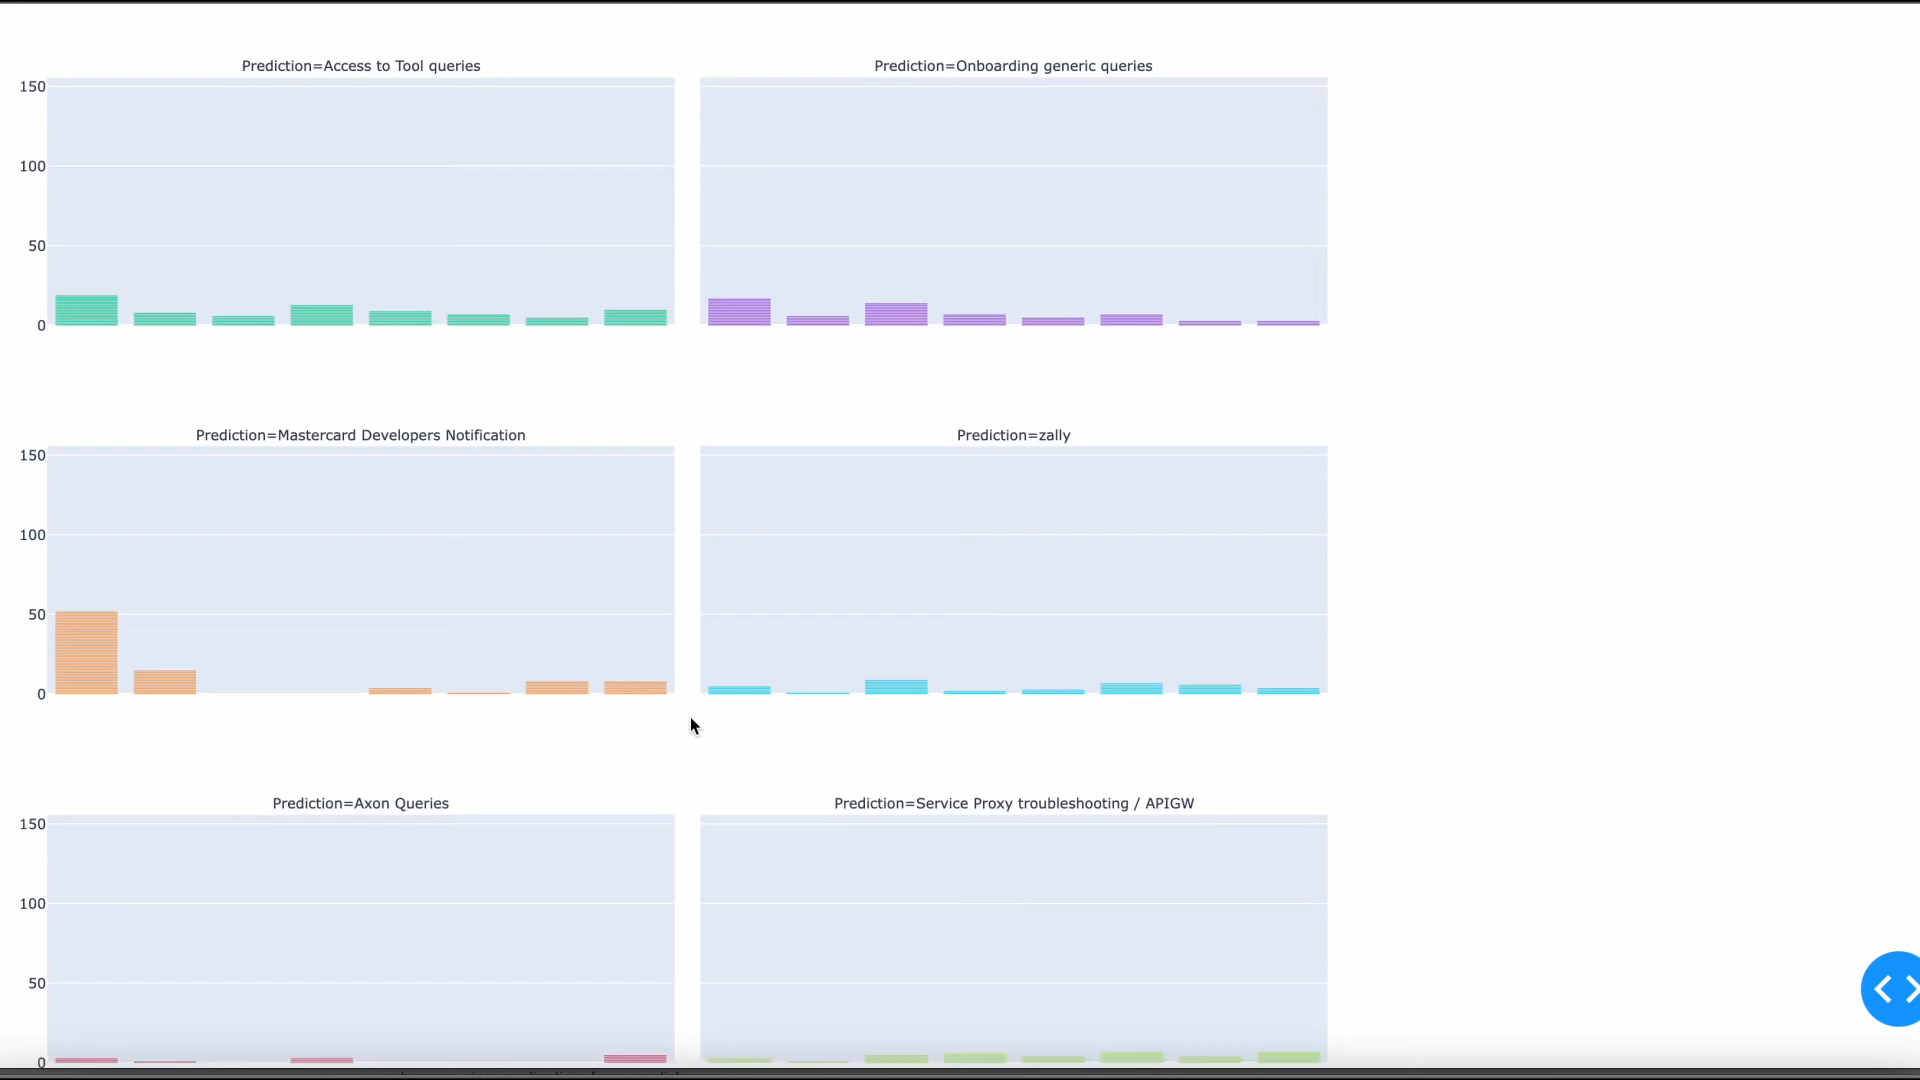 Prediction=Access to Tool queries
Prediction=Onboarding generic queries
150
100
50
0
Prediction=Mastercard Developers Notification
Prediction=zally
150
100
50
0
Prediction=Axon Queries
Prediction=Service Proxy troubleshooting / APIGW
150
100
50
0